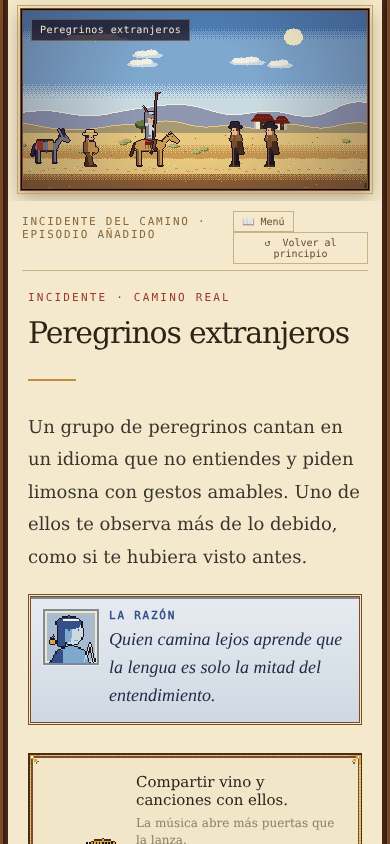 Peregrinos extranjeros
INCIDENTE DEL CAMINO ·
EPISODIO AÑADIDO
📖 Menú
↺ Volver al
principio
INCIDENTE · CAMINO REAL
Peregrinos extranjeros
Un grupo de peregrinos cantan en
un idioma que no entiendes y piden
limosna con gestos amables. Uno de
ellos te observa más de lo debido,
como si te hubiera visto antes.
LA RAZÓN
Quien camina lejos aprende que
la lengua es solo la mitad del
entendimiento.
Compartir vino y
canciones con ellos.
La música abre más puertas que
la lanza.